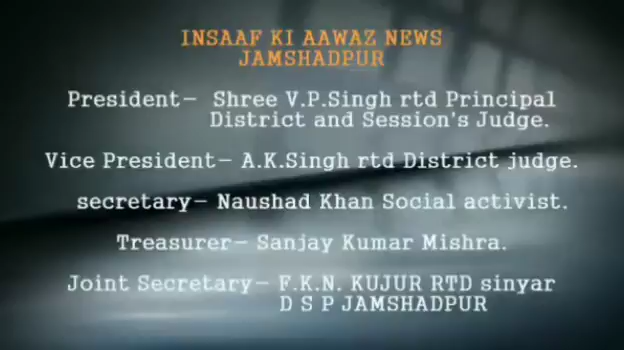 INSAAF KI AAWAZ NEWS
JAMSHADPUR
President— Shree V.P.Singh rtd Principal
District and Session's Judge.
Vice President— A.K.Singh rtd District judge.
secretary— Naushad Khan Social activist.
Treasurer— Sanjay Kumar Mishra.
Joint Secretary— F.K.N. KUJUR RTD sinyar
D S P JAMSHADPUR